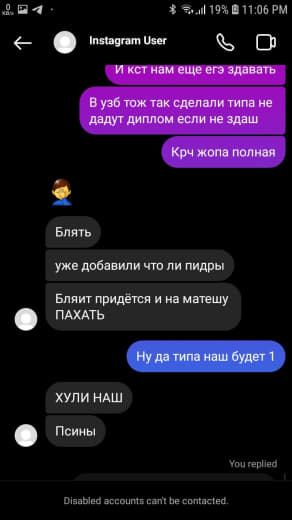 0
KB/s
19% 11:06 PM
Instagram User
И кст нам еще егэ здавать
В узб тож так сделали типа не
дадут диплом если не здаш
Крч жопа полная
🤦‍♂️
Блять
уже добавили что ли пидры
Бляит придётся и на матешу
ПАХАТЬ
Ну да типа наш будет 1
ХУЛИ НАШ
Псины
You replied
Disabled accounts can't be contacted.